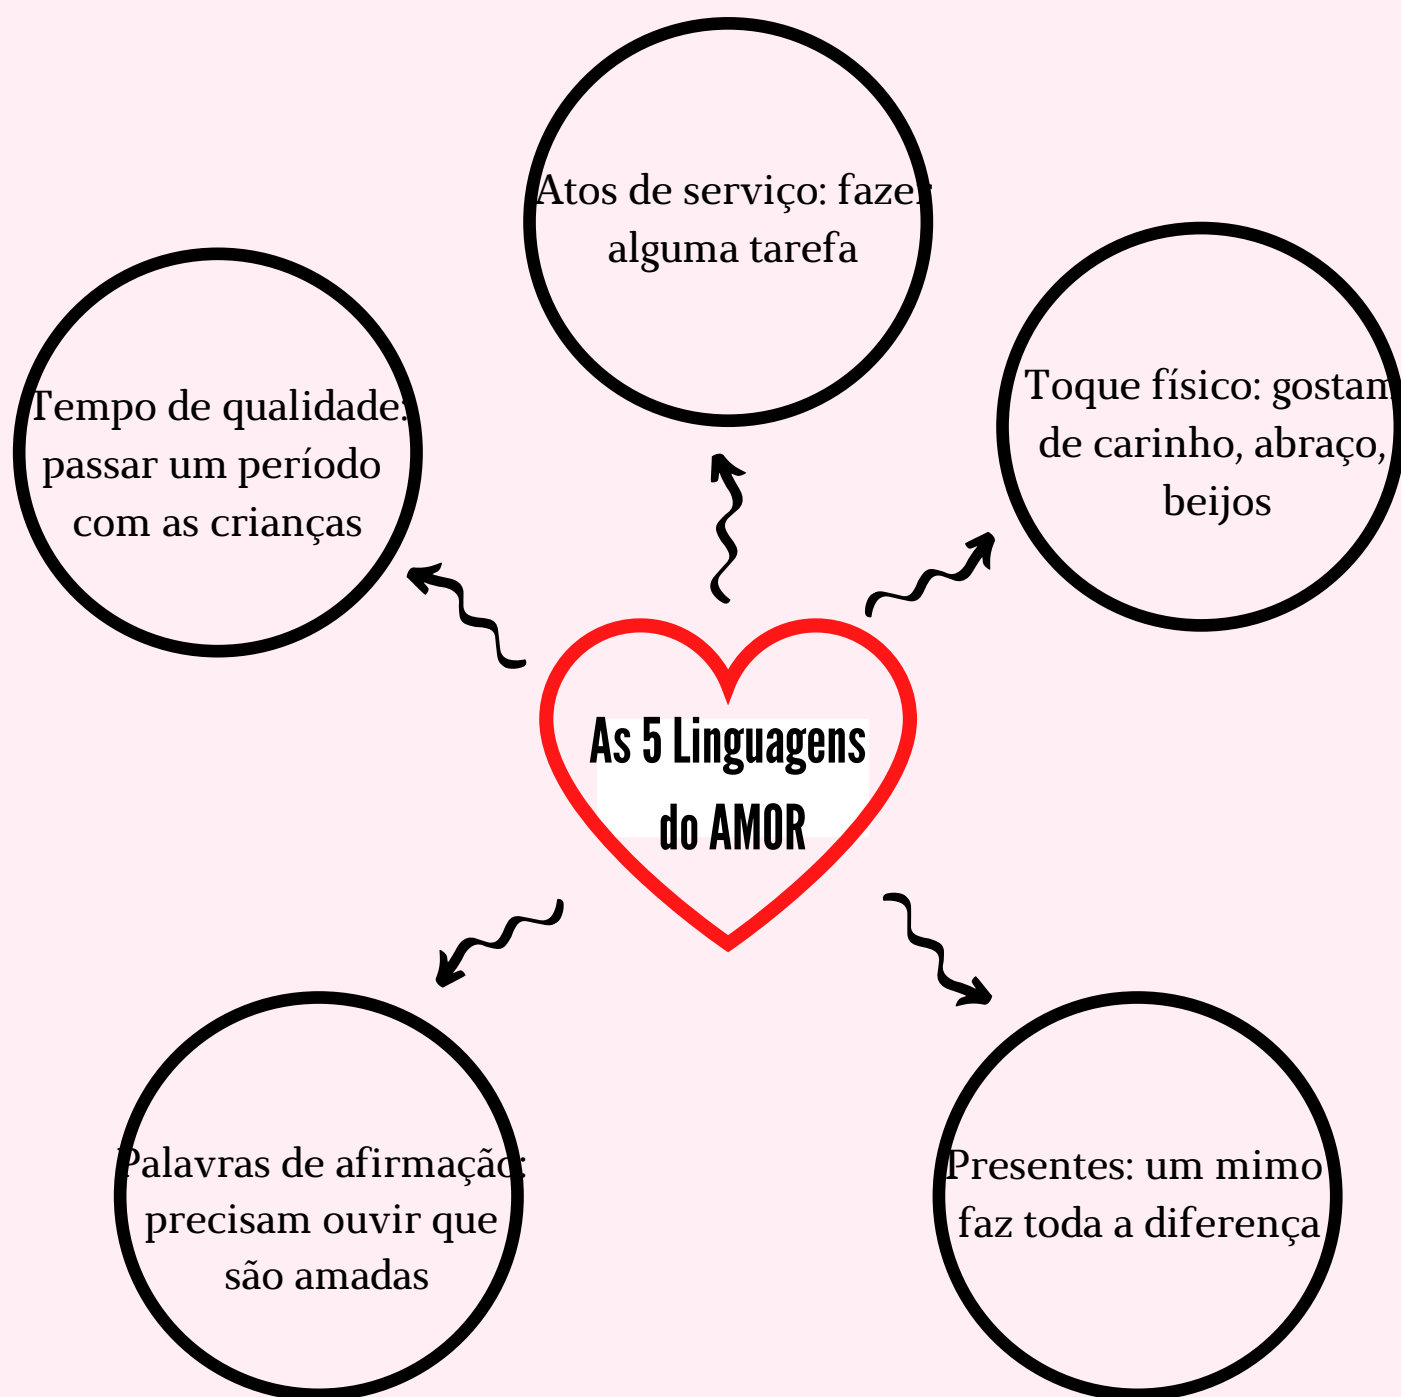 Atos de serviço: fazer
alguma tarefa
Tempo de qualidade:
passar um período
com as crianças
Toque físico: gostam
de carinho, abraço,
beijos
As 5 Linguagens
do AMOR
Palavras de afirmação:
precisam ouvir que
são amadas
Presentes: um mimo
faz toda a diferença